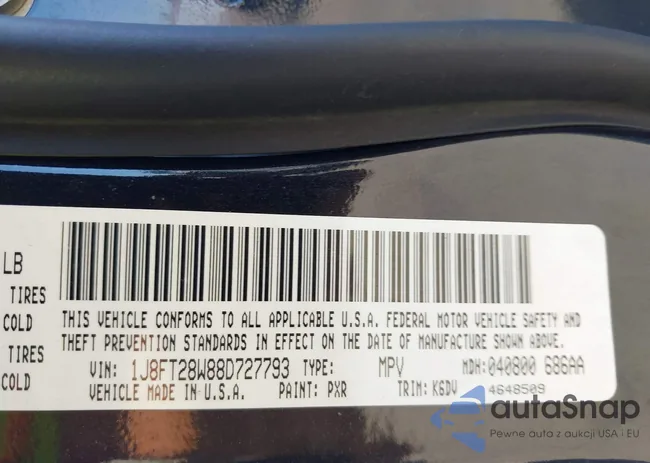 LB
TIRES
COLD
TIRES
COLD
THIS VEHICLE CONFORMS TO ALL APPLICABLE U.S.A. FEDERAL MOTOR VEHICLE SAFETY AND
THEFT PREVENTION STANDARDS IN EFFECT ON THE DATE OF MANUFACTURE SHOWN ABOVE.
VIN: 1J8FT28W88D727793 TYPE: MPV MDH: 040800 686AA
VEHICLE MADE IN U.S.A. PAINT: PXR TRIM: K6DV 4648509
autaSnap
Pewne auta z aukcji USA i EU